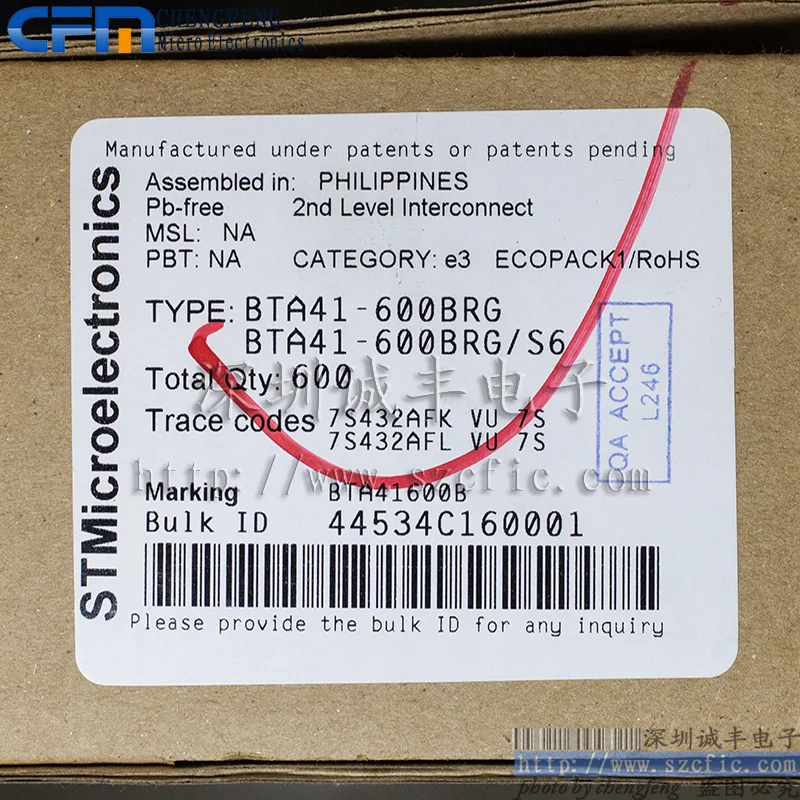 CFM CHENGFENG
Micro Electronics
Manufactured under patents or patents pending
STMicroelectronics
Assembled in: PHILIPPINES
Pb-free 2nd Level Interconnect
MSL: NA
PBT: NA CATEGORY: e3 ECOPACK1/RoHS
TYPE: BTA41-600BRG
BTA41-600BRG/S6
Total Qty: 600
QA ACCEPT
L246
深圳诚丰电子
Trace codes 7S432AFK VU 7S
7S432AFL VU 7S
http://www.szcfic.com
Marking BTA41600B
Bulk ID 44534C160001
Please provide the bulk ID for any inquiry
深圳诚丰电子
http://www.szcfic.com
photo by chengfeng 盗图必究